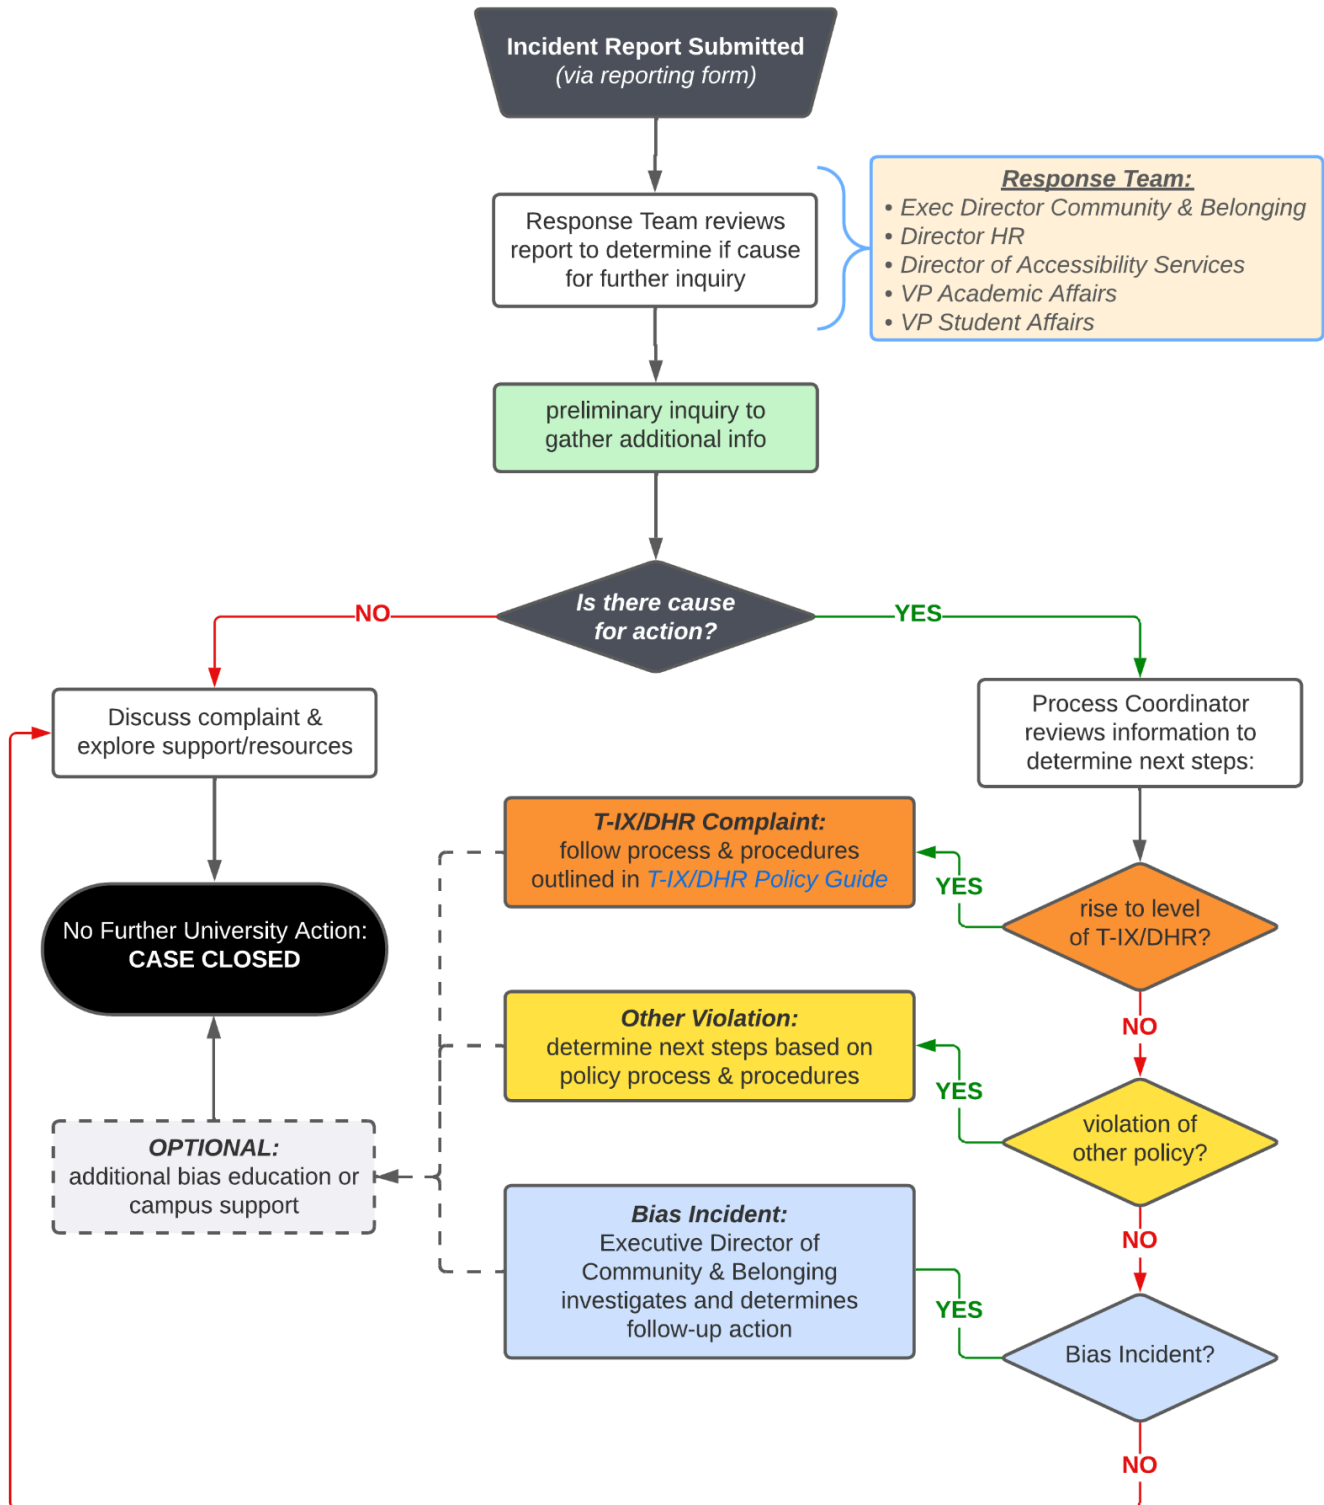 Incident Report Submitted
(via reporting form)
Response Team reviews
report to determine if cause
for further inquiry
Response Team:
• Exec Director Community & Belonging
• Director HR
• Director of Accessibility Services
• VP Academic Affairs
• VP Student Affairs
preliminary inquiry to
gather additional info
Is there cause
for action?
NO
YES
Discuss complaint &
explore support/resources
Process Coordinator
reviews information to
determine next steps:
T-IX/DHR Complaint:
follow process & procedures
outlined in T-IX/DHR Policy Guide
YES
rise to level
of T-IX/DHR?
No Further University Action:
CASE CLOSED
NO
Other Violation:
determine next steps based on
policy process & procedures
YES
violation of
other policy?
OPTIONAL:
additional bias education or
campus support
NO
Bias Incident:
Executive Director of
Community & Belonging
investigates and determines
follow-up action
YES
Bias Incident?
NO